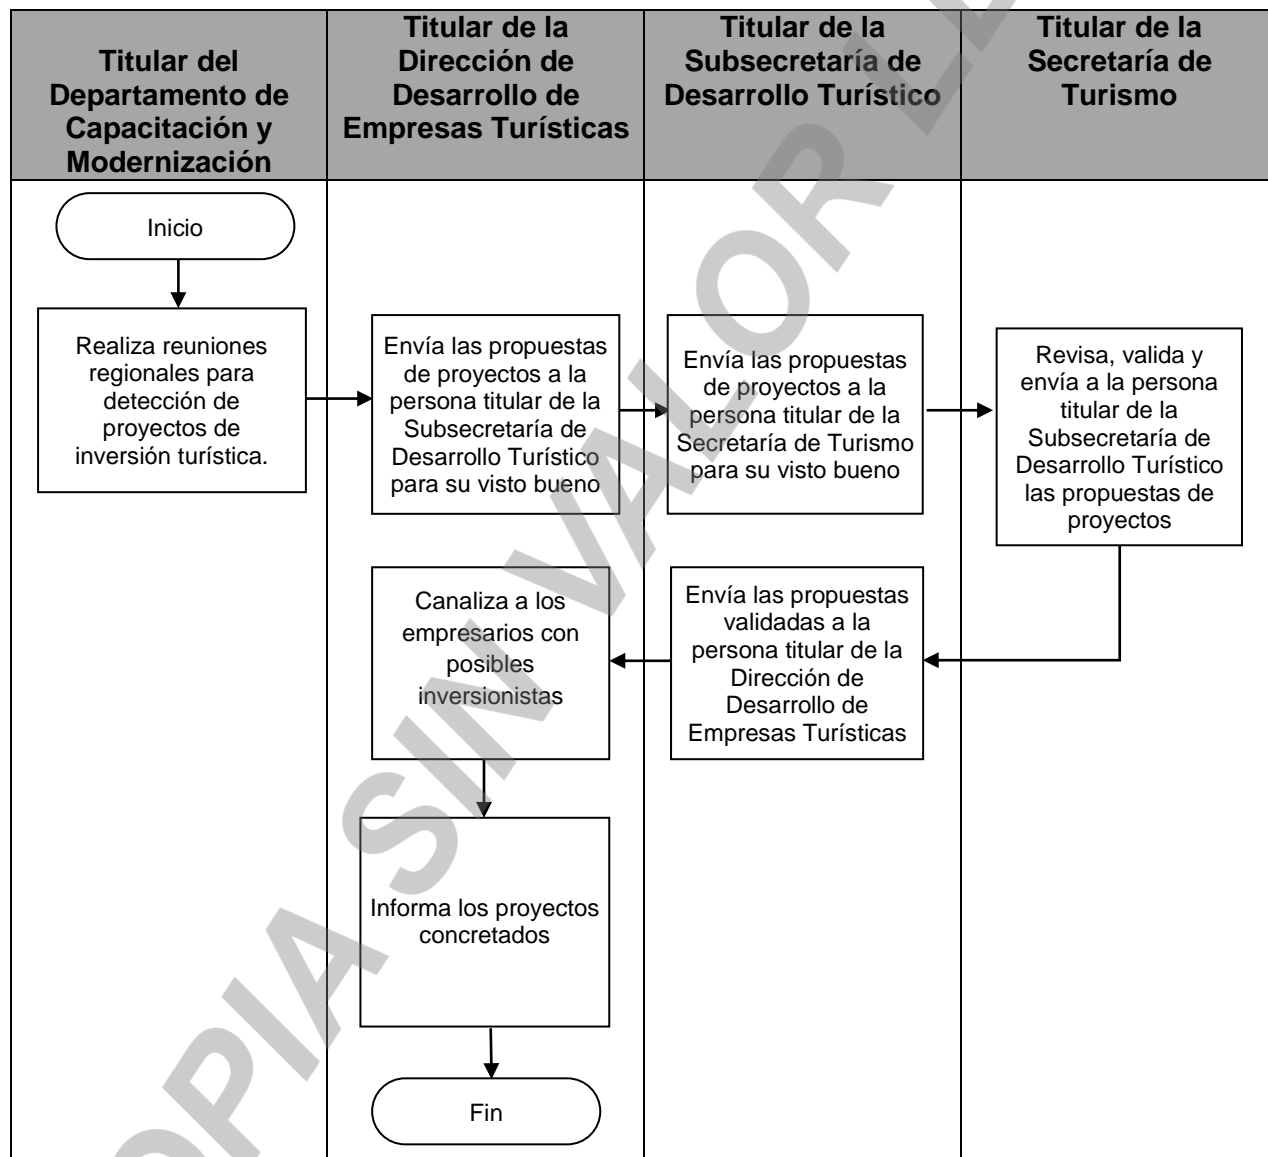 Titular del
Departamento de
Capacitación y
Modernización
Titular de la
Dirección de
Desarrollo de
Empresas Turísticas
Titular de la
Subsecretaría de
Desarrollo Turístico
Titular de la
Secretaría de
Turismo
Inicio
Realiza reuniones
regionales para
detección de
proyectos de
inversión turística.
Envía las propuestas
de proyectos a la
persona titular de la
Subsecretaría de
Desarrollo Turístico
para su visto bueno
Envía las propuestas
de proyectos a la
persona titular de la
Secretaría de Turismo
para su visto bueno
Revisa, valida y
envía a la persona
titular de la
Subsecretaría de
Desarrollo Turístico
las propuestas de
proyectos
Envía las propuestas
validadas a la
persona titular de la
Dirección de
Desarrollo de
Empresas Turísticas
Canaliza a los
empresarios con
posibles
inversionistas
Informa los proyectos
concretados
Fin
OPIA SIN VALOR LE